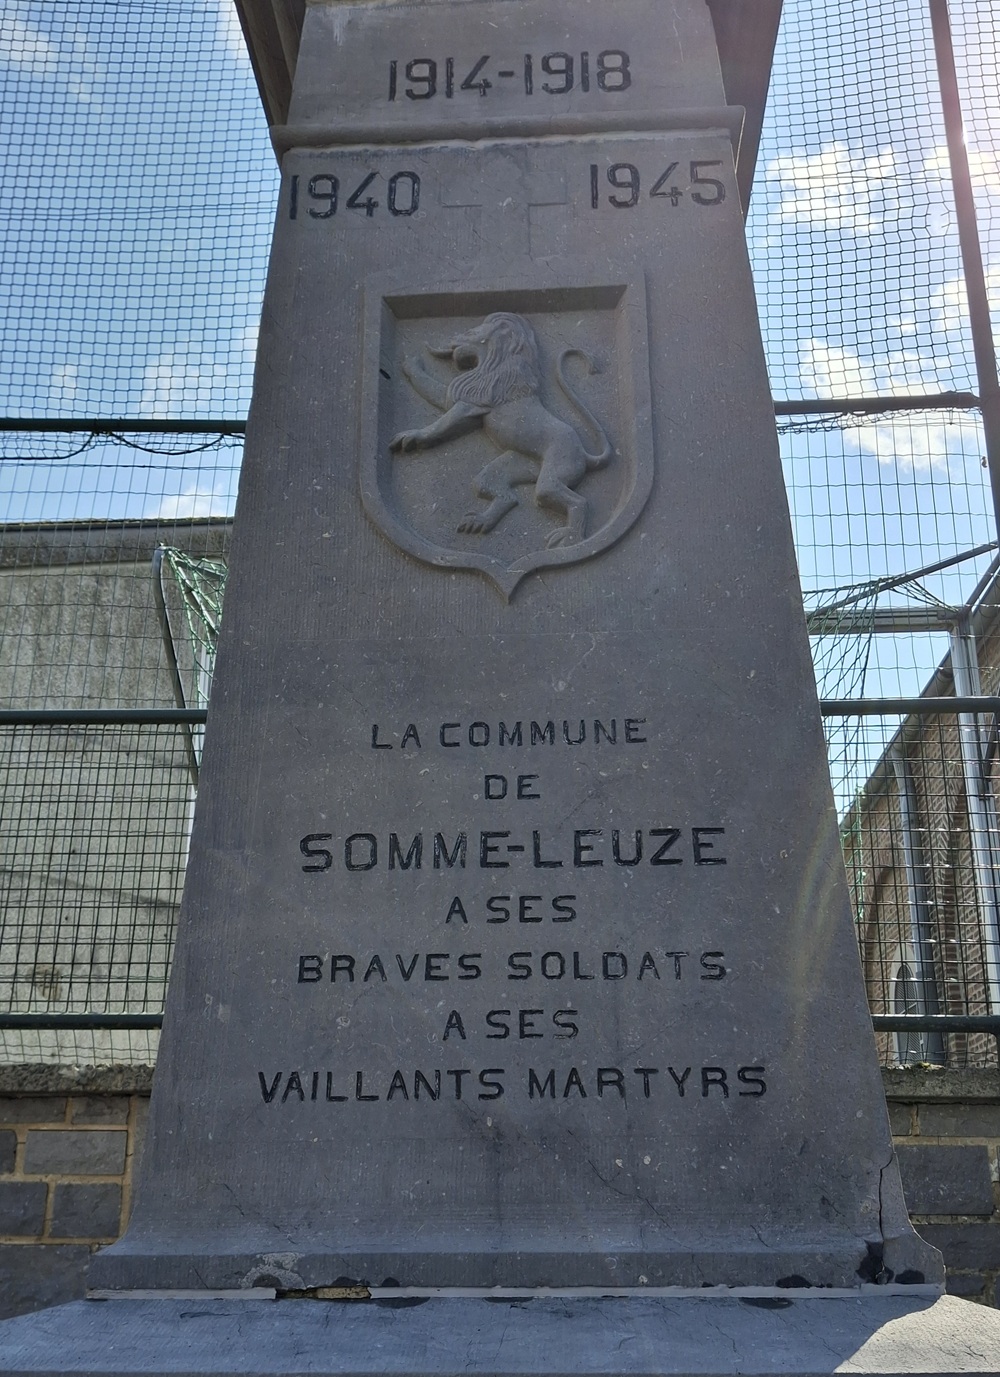 1914-1918
1940 1945
LA COMMUNE
DE
SOMME-LEUZE
A SES
BRAVES SOLDATS
A SES
VAILLANTS MARTYRS